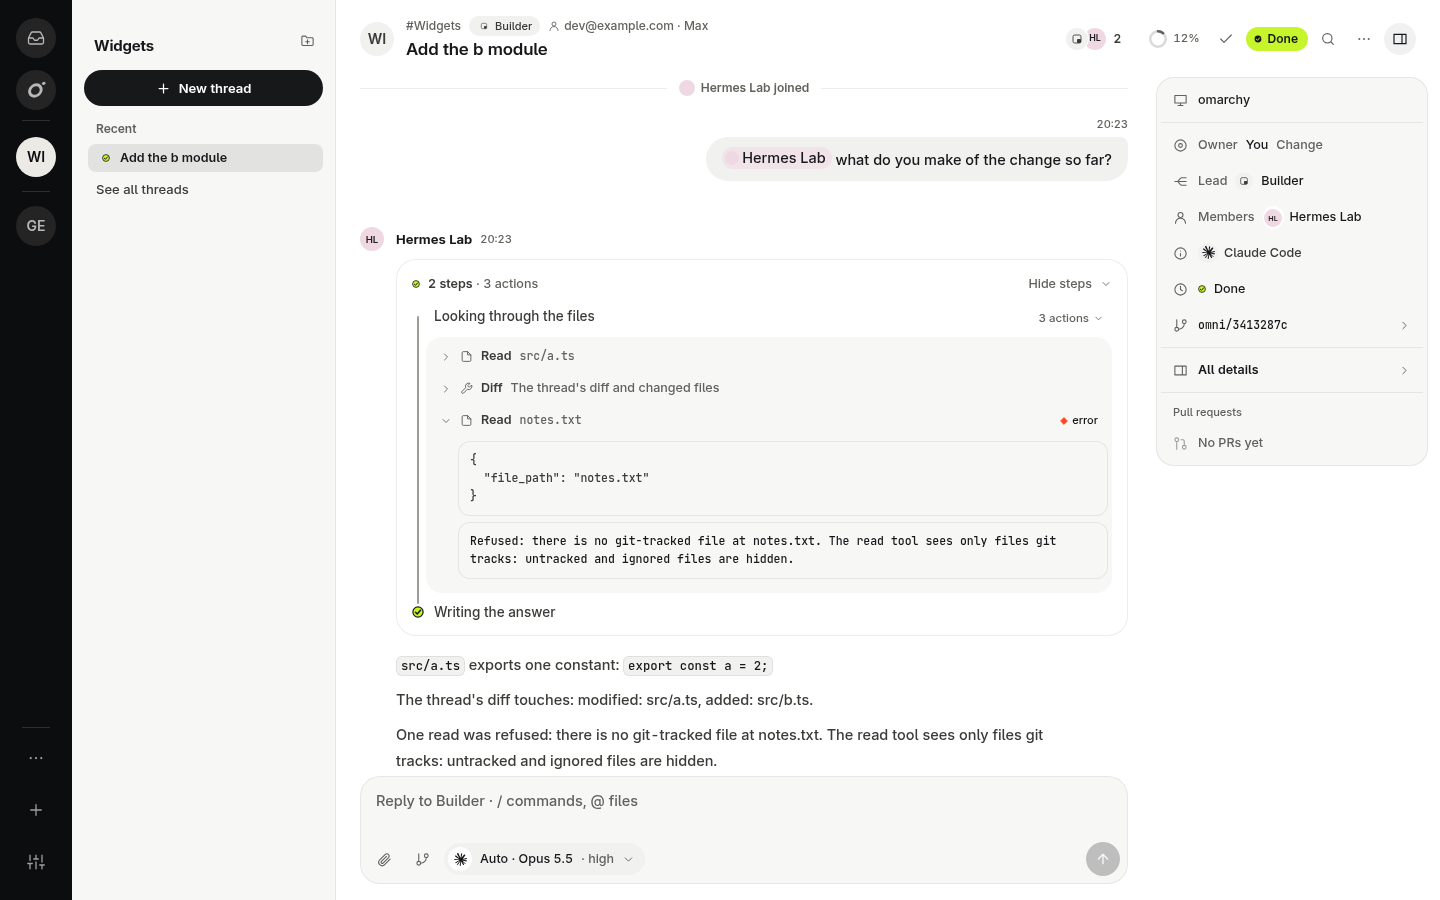 WI
GE
Widgets
New thread
Recent
Add the b module
See all threads
WI
#Widgets Builder dev@example.com · Max
Add the b module
HL 2
12%
Done
Hermes Lab joined
20:23
Hermes Lab what do you make of the change so far?
HL Hermes Lab 20:23
2 steps · 3 actions Hide steps
Looking through the files 3 actions
Read src/a.ts
Diff The thread's diff and changed files
Read notes.txt error
{
"file_path": "notes.txt"
}
Refused: there is no git-tracked file at notes.txt. The read tool sees only files git
tracks: untracked and ignored files are hidden.
Writing the answer
src/a.ts exports one constant: export const a = 2;
The thread's diff touches: modified: src/a.ts, added: src/b.ts.
One read was refused: there is no git-tracked file at notes.txt. The read tool sees only files git
tracks: untracked and ignored files are hidden.
Reply to Builder · / commands, @ files
Auto · Opus 5.5 · high
omarchy
Owner You Change
Lead Builder
Members HL Hermes Lab
Claude Code
Done
omni/3413287c
All details
Pull requests
No PRs yet